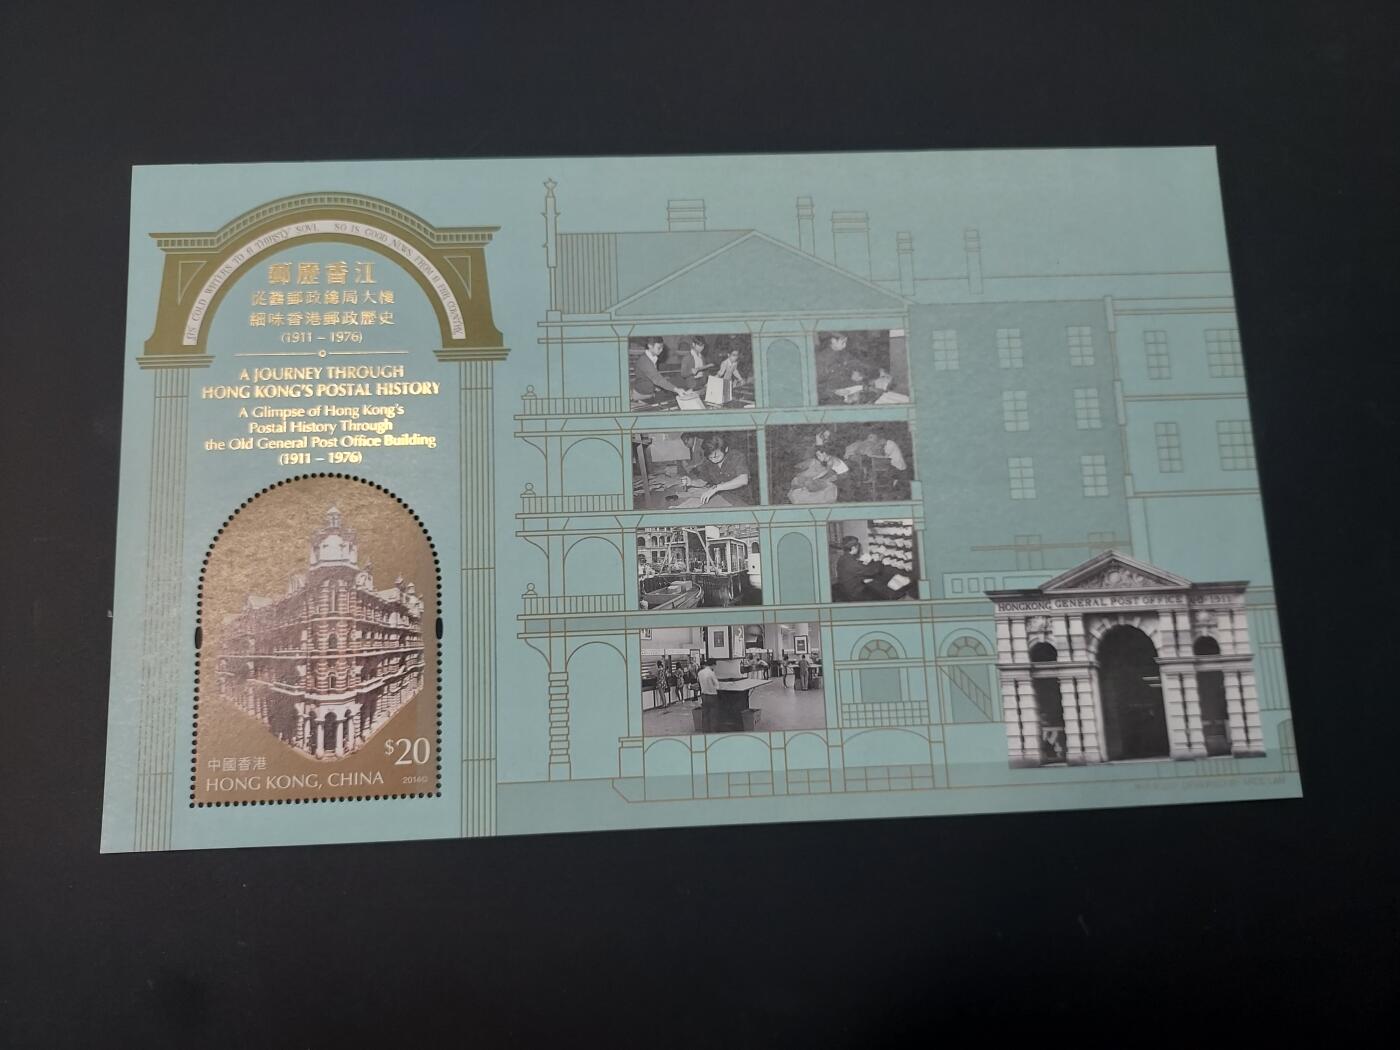 AS COLD WATERS TO A THIRSTY SOUL SO IS GOOD NEWS FROM A FAR COUNTRY
郵歷香江
從舊郵政總局大樓
細味香港郵政歷史
(1911 – 1976)
A JOURNEY THROUGH
HONG KONG'S POSTAL HISTORY
A Glimpse of Hong Kong's
Postal History Through
the Old General Post Office Building
(1911 – 1976)
$20
中國香港
HONG KONG, CHINA
2014©
HONGKONG GENERAL POST OFFICE
1911